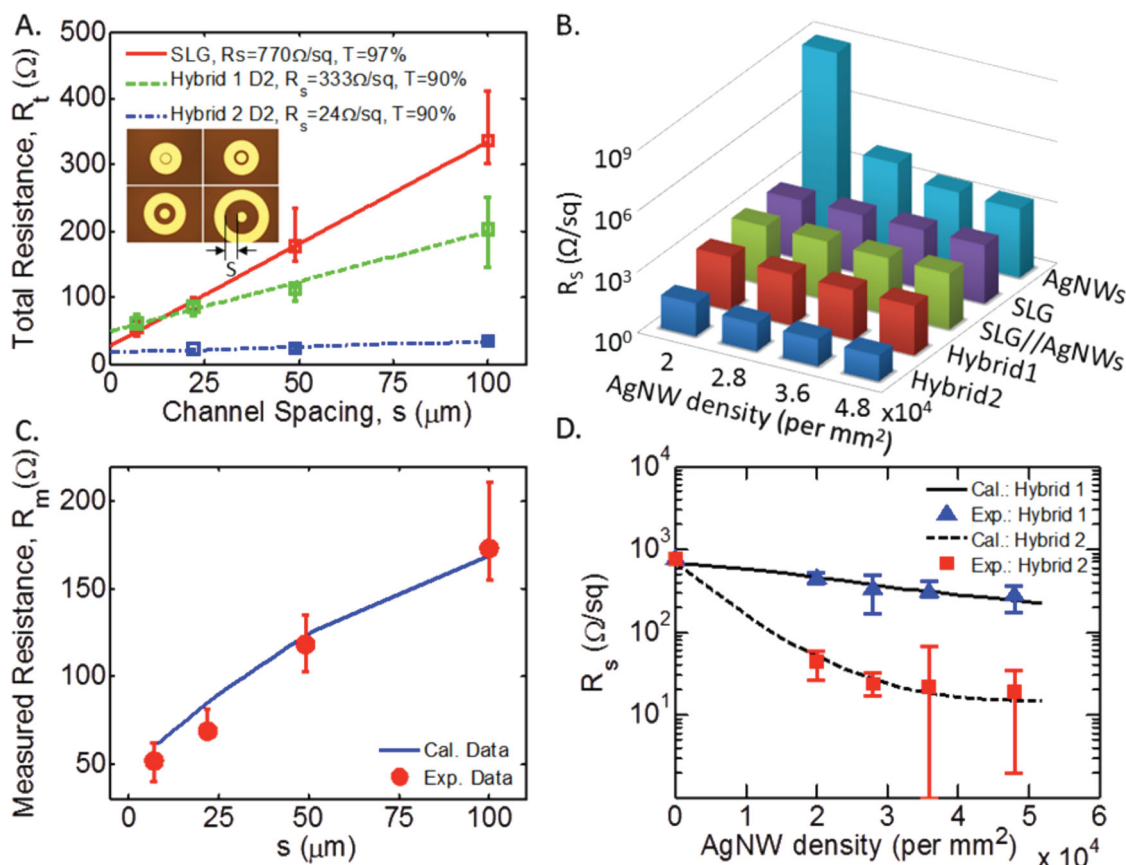 A.
500
400
300
200
100
0
Total Resistance, Rt (Ω)
SLG, Rs=770Ω/sq, T=97%
Hybrid 1 D2, Rs=333Ω/sq, T=90%
Hybrid 2 D2, Rs=24Ω/sq, T=90%
S
0 25 50 75 100
Channel Spacing, s (μm)
B.
10⁹
10⁶
10³
10⁰
RS (Ω/sq)
AgNWs
SLG
SLG//AgNWs
Hybrid1
Hybrid2
2 2.8 3.6 4.8 x10⁴
AgNW density (per mm²)
C.
200
150
100
50
Measured Resistance, Rm(Ω)
Cal. Data
Exp. Data
0 25 50 75 100
s (μm)
D.
10⁴
10³
10²
10¹
Rs (Ω/sq)
Cal.: Hybrid 1
Exp.: Hybrid 1
Cal.: Hybrid 2
Exp.: Hybrid 2
0 2 4 6
AgNW density (per mm²)
x 10⁴